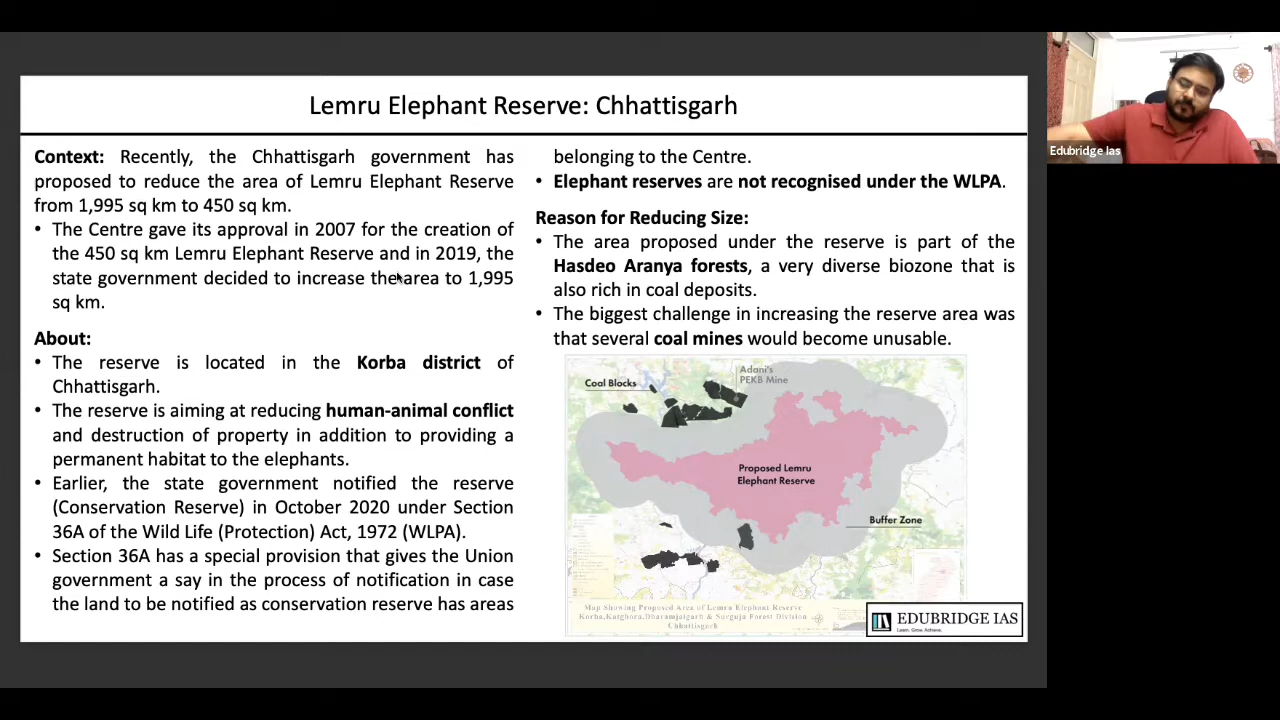 Lemru Elephant Reserve: Chhattisgarh
Context: Recently, the Chhattisgarh government has
proposed to reduce the area of Lemru Elephant Reserve
from 1,995 sq km to 450 sq km.
• The Centre gave its approval in 2007 for the creation of
the 450 sq km Lemru Elephant Reserve and in 2019, the
state government decided to increase the area to 1,995
sq km.
About:
• The reserve is located in the Korba district of
Chhattisgarh.
• The reserve is aiming at reducing human-animal conflict
and destruction of property in addition to providing a
permanent habitat to the elephants.
• Earlier, the state government notified the reserve
(Conservation Reserve) in October 2020 under Section
36A of the Wild Life (Protection) Act, 1972 (WLPA).
• Section 36A has a special provision that gives the Union
government a say in the process of notification in case
the land to be notified as conservation reserve has areas
belonging to the Centre.
• Elephant reserves are not recognised under the WLPA.
Reason for Reducing Size:
• The area proposed under the reserve is part of the
Hasdeo Aranya forests, a very diverse biozone that is
also rich in coal deposits.
• The biggest challenge in increasing the reserve area was
that several coal mines would become unusable.
Coal Blocks
Adani's
PEKB Mine
Proposed Lemru
Elephant Reserve
Buffer Zone
Map Showing Proposed Area of Lemru Elephant Reserve
Korba,Katghora,Dharamjaigarh & Surguja Forest Division
Chhattisgarh
EDUBRIDGE IAS
Learn. Grow. Achieve.
Edubridge Ias